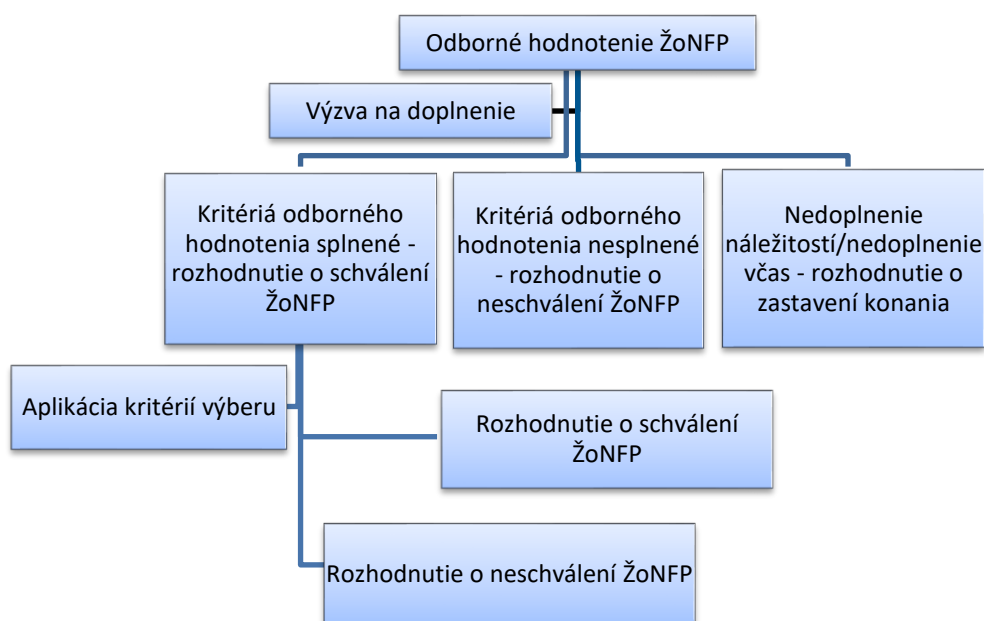 Odborné hodnotenie ŽoNFP
Výzva na doplnenie
Kritériá odborného
hodnotenia splnené -
rozhodnutie o schválení
ŽoNFP
Kritériá odborného
hodnotenia nesplnené
- rozhodnutie o
neschválení ŽoNFP
Nedoplnenie
náležitostí/nedoplnenie
včas - rozhodnutie o
zastavení konania
Aplikácia kritérií výberu
Rozhodnutie o schválení
ŽoNFP
Rozhodnutie o neschválení ŽoNFP